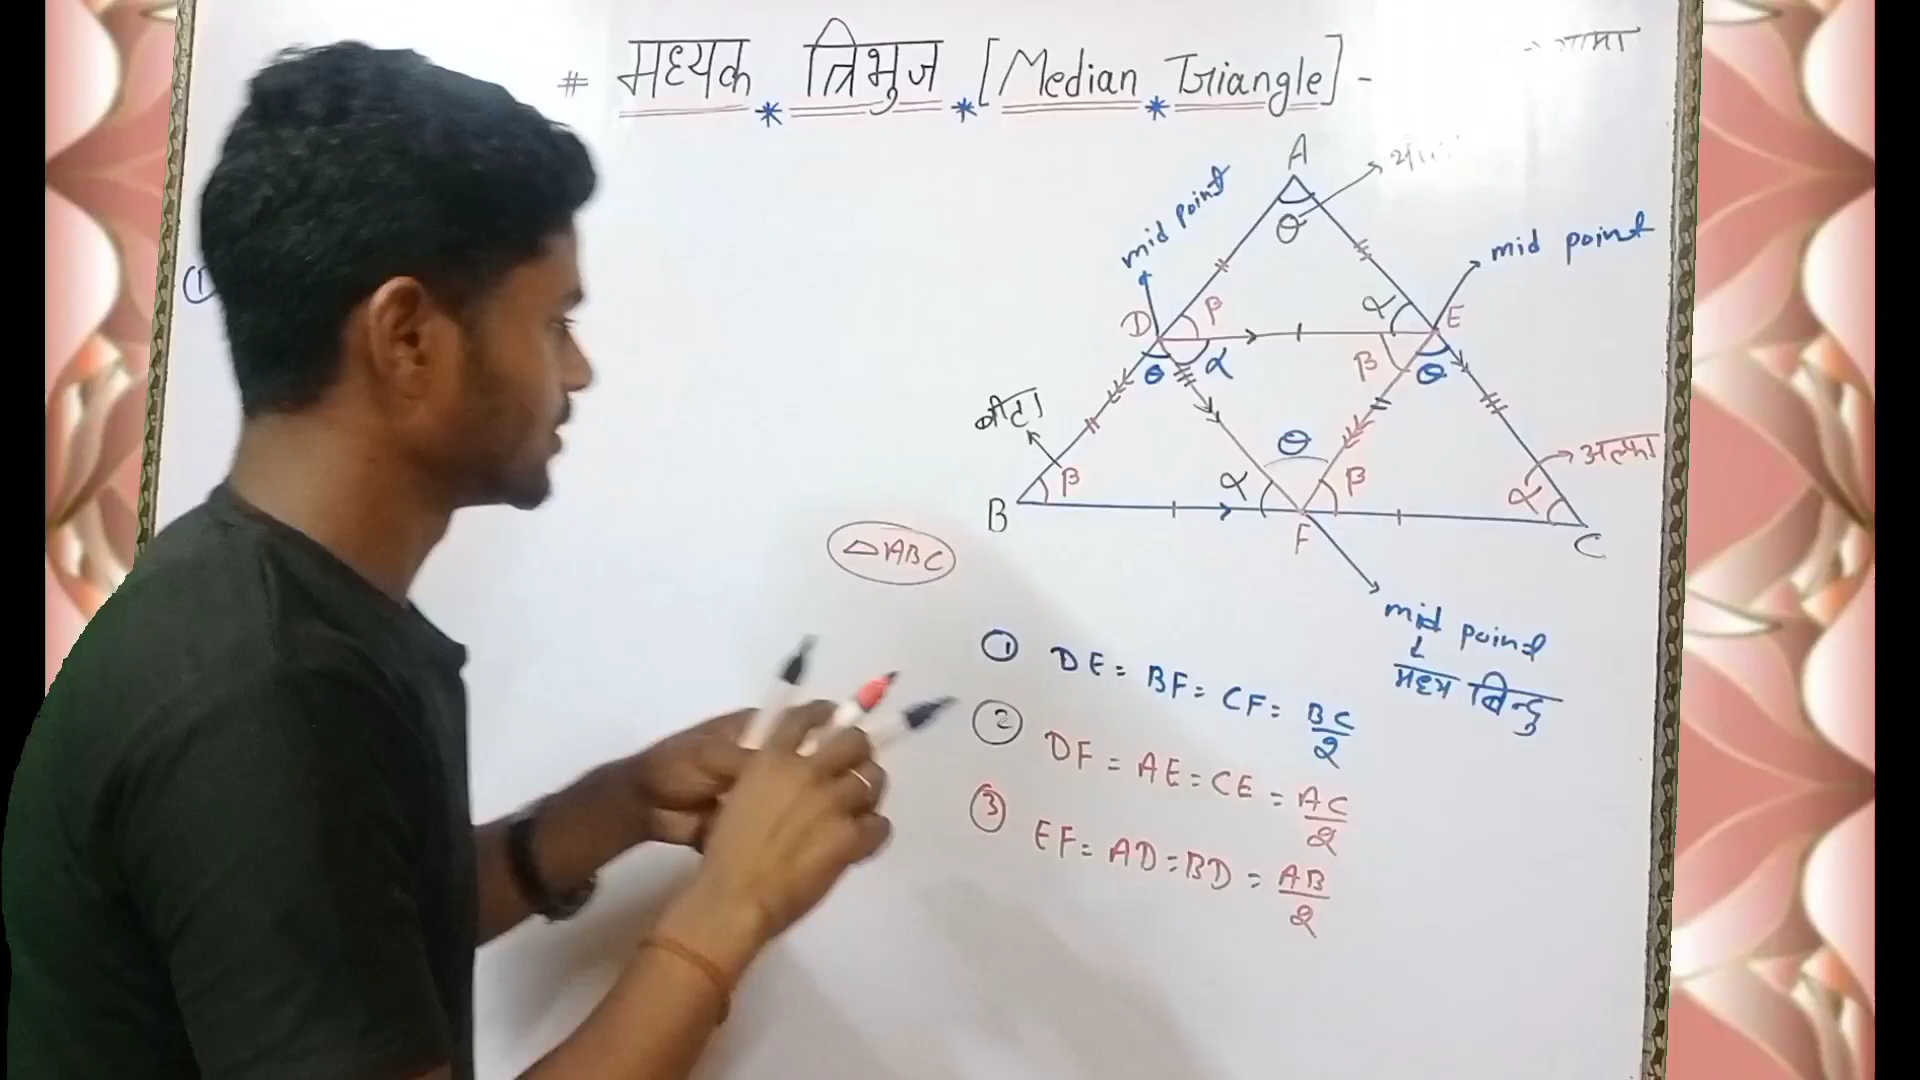 # मध्यक * त्रिभुज * [Median * Triangle] -
A
θ
mid point
mid point
D
β
α
E
θ
α
β
θ
बीटा
θ
अल्फा
β
α
β
α
B
F
C
△ABC
mid point
मध्य बिन्दु
① DE = BF = CF = BC/2
② DF = AE = CE = AC/2
③ EF = AD = BD = AB/2
①